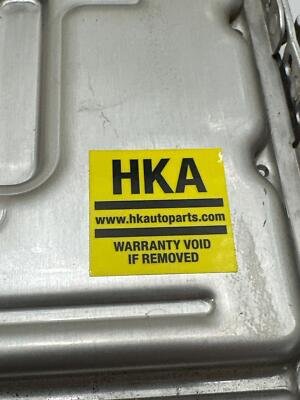 HKA
www.hkautoparts.com
WARRANTY VOID
IF REMOVED